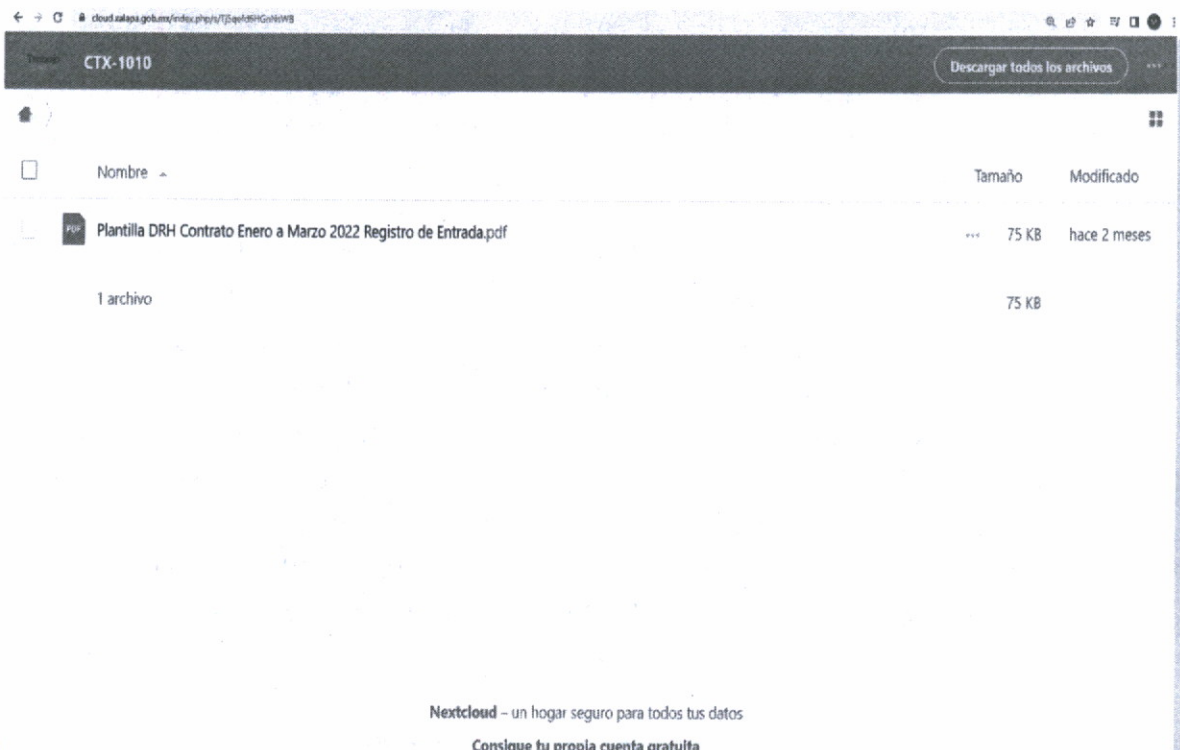 CTX-1010
Descargar todos los archivos
Nombre
Tamaño Modificado
PDF Plantilla DRH Contrato Enero a Marzo 2022 Registro de Entrada.pdf ... 75 KB hace 2 meses
1 archivo 75 KB
Nextcloud – un hogar seguro para todos tus datos
Consigue tu propia cuenta gratuita